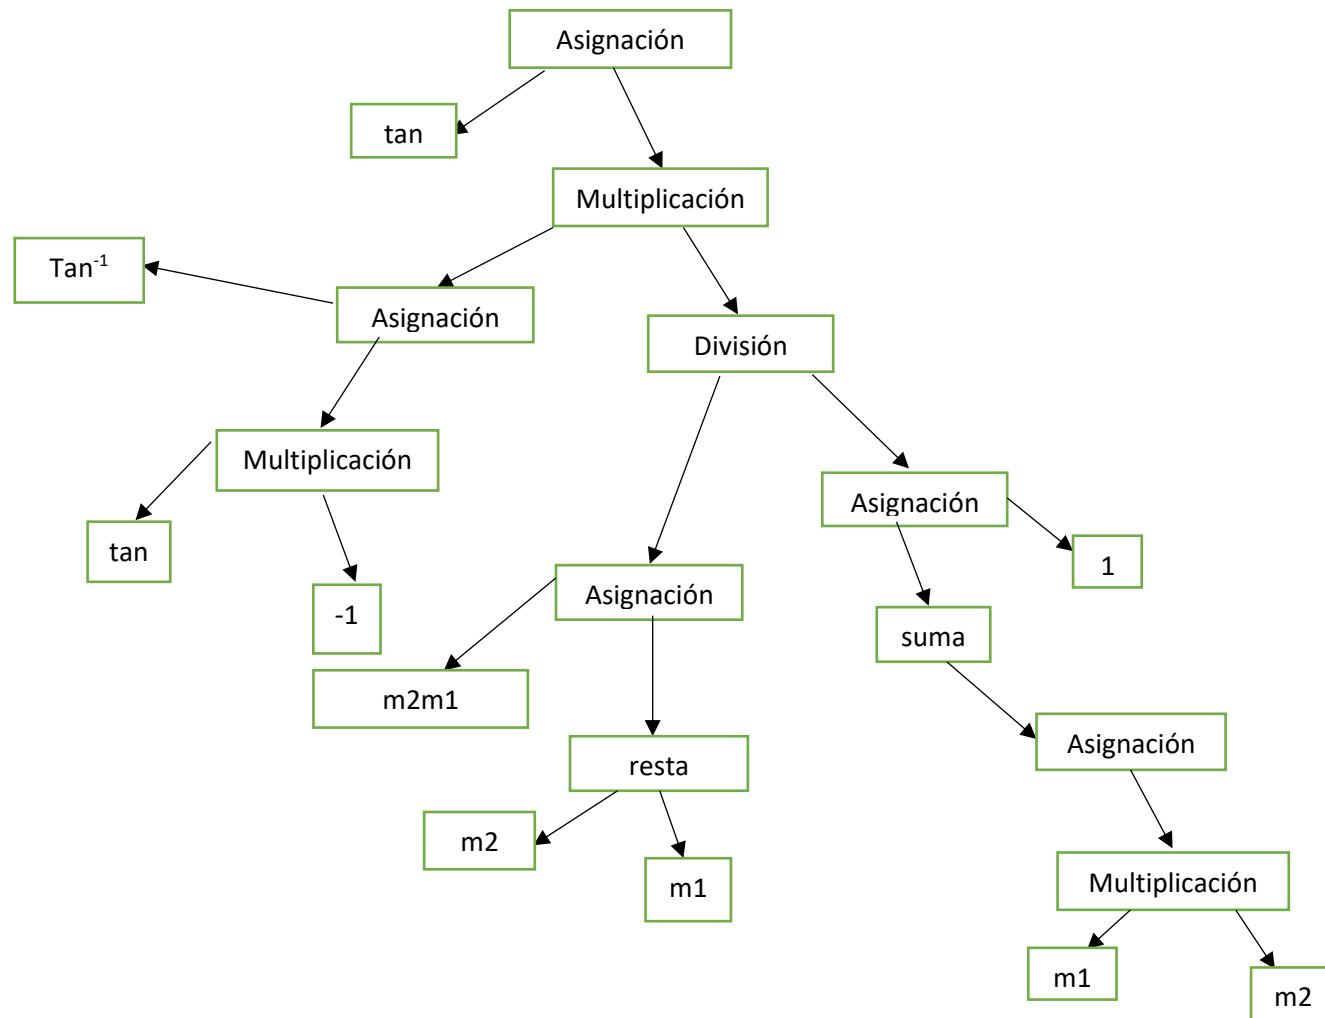 Asignación
tan
Multiplicación
Tan⁻¹
Asignación
División
Multiplicación
Asignación
tan
1
Asignación
-1
suma
m2m1
Asignación
resta
m2
m1
Multiplicación
m1
m2